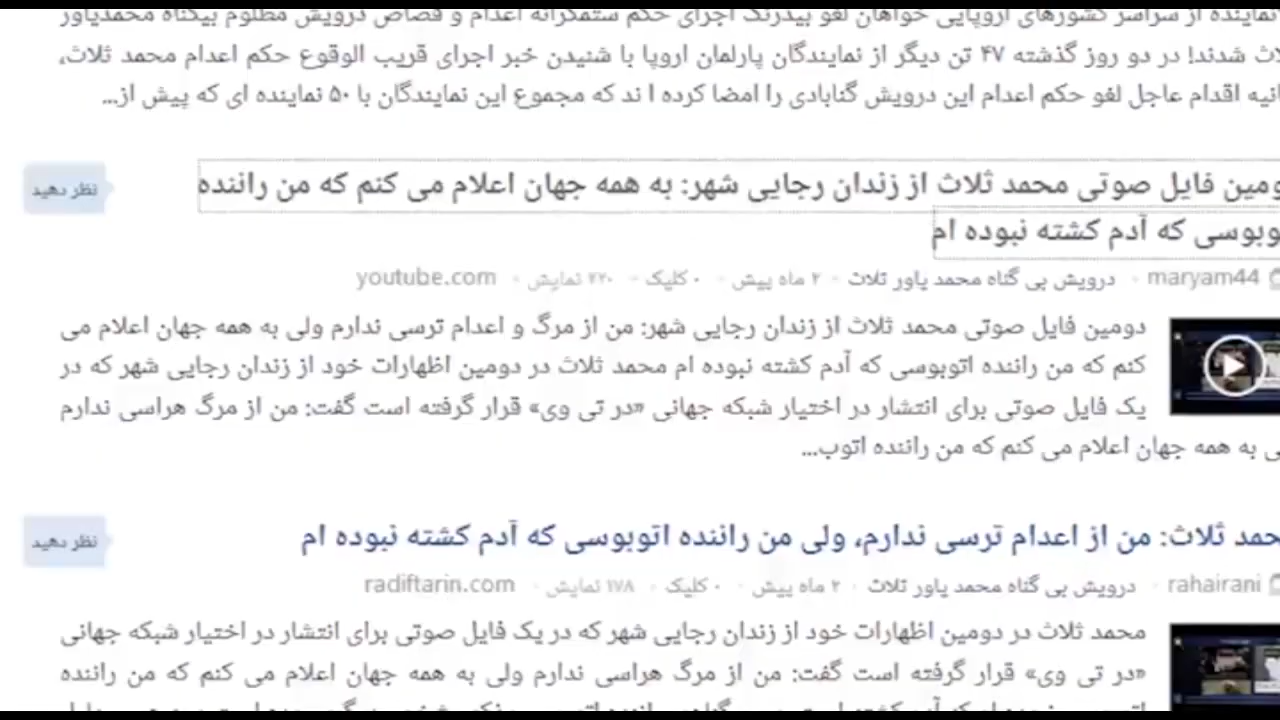 نماینده از سراسر کشورهای اروپایی خواهان لغو بیدرنگ اجرای حکم ستمگرانه اعدام و قصاص درویش مظلوم بیگناه محمدیاور
شدند! در دو روز گذشته ۴۷ تن دیگر از نمایندگان پارلمان اروپا با شنیدن خبر اجرای قریب الوقوع حکم اعدام محمد ثلاث،
اقدام عاجل لغو حکم اعدام این درویش گنابادی را امضا کرده ا ند که مجموع این نمایندگان با ۵۰ نماینده ای که پیش از...
ومین فایل صوتی محمد ثلاث از زندان رجایی شهر: به همه جهان اعلام می کنم که من راننده
وبوسی که آدم کشته نبوده ام
نظر دهید
maryam44 · درویش بی گناه محمد یاور ثلاث · ۲ ماه پیش · ۰ کلیک · ۲۲۰ نمایش · youtube.com
دومین فایل صوتی محمد ثلاث از زندان رجایی شهر: من از مرگ و اعدام ترسی ندارم ولی به همه جهان اعلام می
کنم که من راننده اتوبوسی که آدم کشته نبوده ام محمد ثلاث در دومین اظهارات خود از زندان رجایی شهر که در
یک فایل صوتی برای انتشار در اختیار شبکه جهانی «در تی وی» قرار گرفته است گفت: من از مرگ هراسی ندارم
ی به همه جهان اعلام می کنم که من راننده اتوب...
حمد ثلاث: من از اعدام ترسی ندارم، ولی من راننده اتوبوسی که آدم کشته نبوده ام
نظر دهید
rahairani · درویش بی گناه محمد یاور ثلاث · ۲ ماه پیش · ۰ کلیک · ۱۷۸ نمایش · radiftarin.com
محمد ثلاث در دومین اظهارات خود از زندان رجایی شهر که در یک فایل صوتی برای انتشار در اختیار شبکه جهانی
«در تی وی» قرار گرفته است گفت: من از مرگ هراسی ندارم ولی به همه جهان اعلام می کنم که من راننده